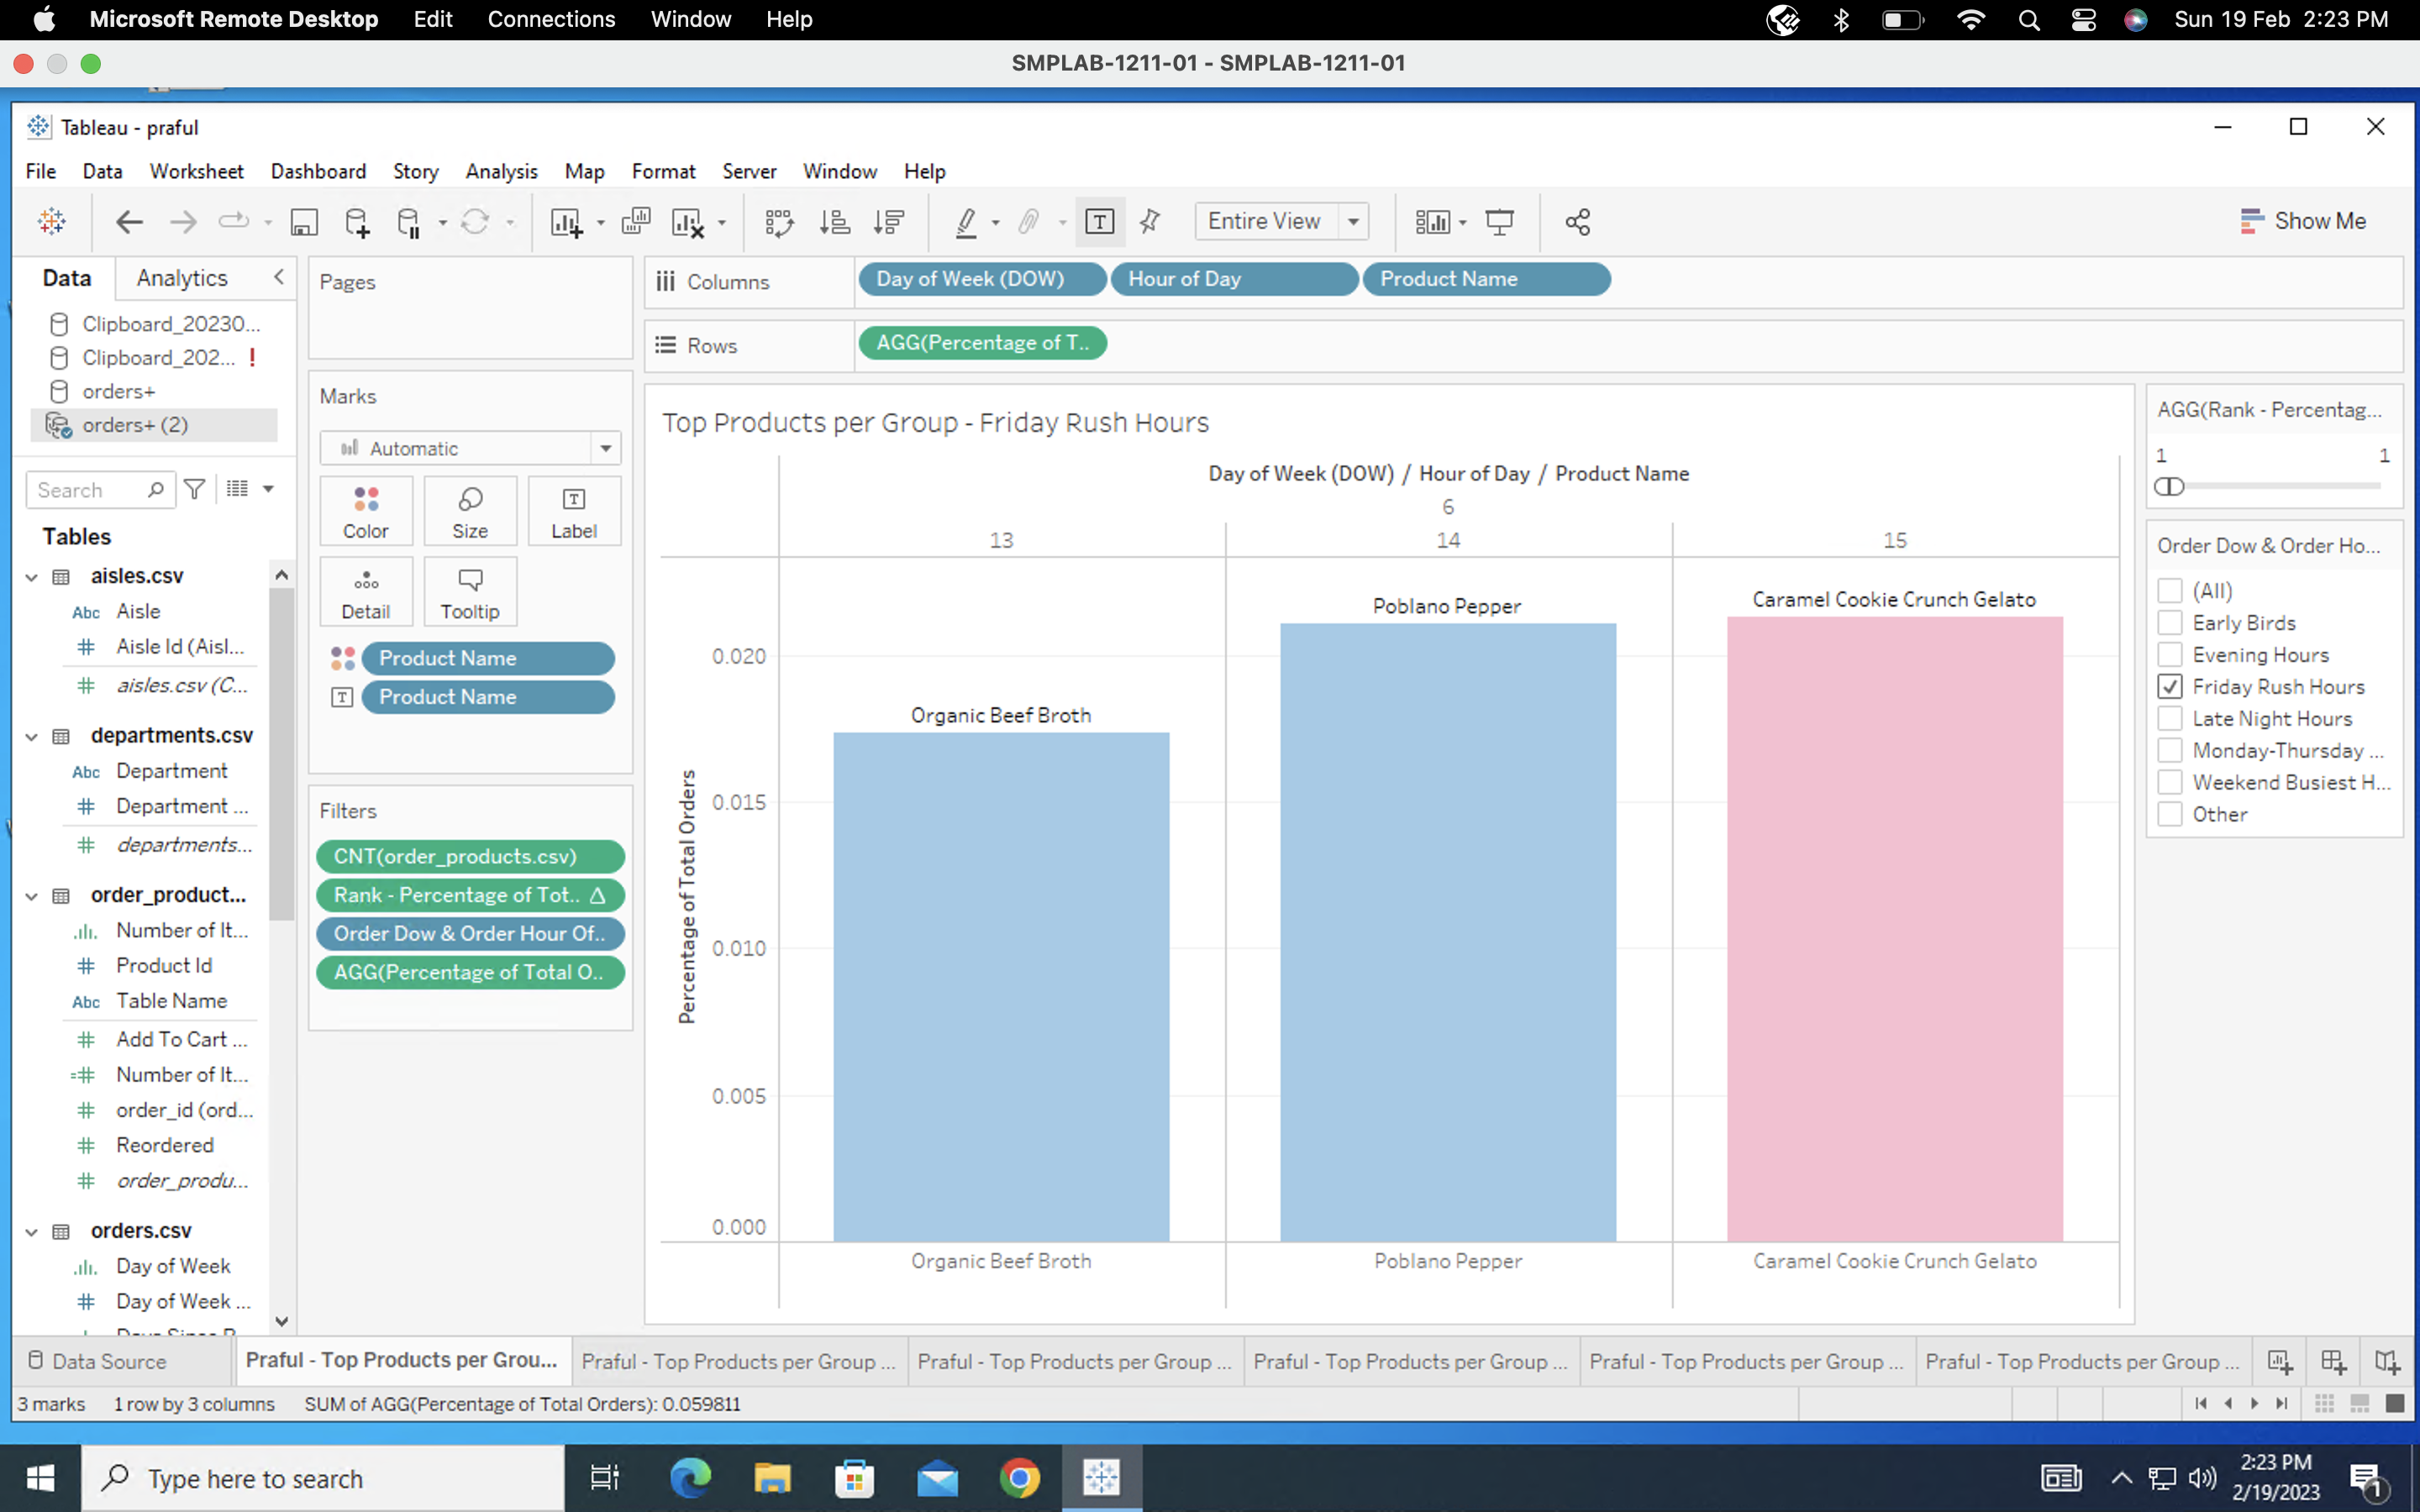 Microsoft Remote Desktop Edit Connections Window Help Sun 19 Feb 2:23 PM
SMPLAB-1211-01 - SMPLAB-1211-01
Tableau - praful
File Data Worksheet Dashboard Story Analysis Map Format Server Window Help
Entire View Show Me
Data Analytics
Clipboard_20230...
Clipboard_202... !
orders+
orders+ (2)
Search
Tables
aisles.csv
Abc Aisle
# Aisle Id (Aisl...
# aisles.csv (C...
departments.csv
Abc Department
# Department ...
# departments...
order_product...
Number of It...
# Product Id
Abc Table Name
# Add To Cart ...
=# Number of It...
# order_id (ord...
# Reordered
# order_produ...
orders.csv
Day of Week
# Day of Week ...
Pages
Marks
Automatic
Color Size Label
Detail Tooltip
Product Name
Product Name
Filters
CNT(order_products.csv)
Rank - Percentage of Tot.. Δ
Order Dow & Order Hour Of..
AGG(Percentage of Total O..
Columns Day of Week (DOW) Hour of Day Product Name
Rows AGG(Percentage of T..
Top Products per Group - Friday Rush Hours
Day of Week (DOW) / Hour of Day / Product Name
6
13 14 15
Organic Beef Broth
Poblano Pepper
Caramel Cookie Crunch Gelato
Percentage of Total Orders
0.020
0.015
0.010
0.005
0.000
Organic Beef Broth Poblano Pepper Caramel Cookie Crunch Gelato
AGG(Rank - Percentag...
1 1
Order Dow & Order Ho...
(All)
Early Birds
Evening Hours
Friday Rush Hours
Late Night Hours
Monday-Thursday ...
Weekend Busiest H...
Other
Data Source Praful - Top Products per Grou... Praful - Top Products per Group ... Praful - Top Products per Group ... Praful - Top Products per Group ... Praful - Top Products per Group ... Praful - Top Products per Group ...
3 marks 1 row by 3 columns SUM of AGG(Percentage of Total Orders): 0.059811
Type here to search
2:23 PM
2/19/2023
1